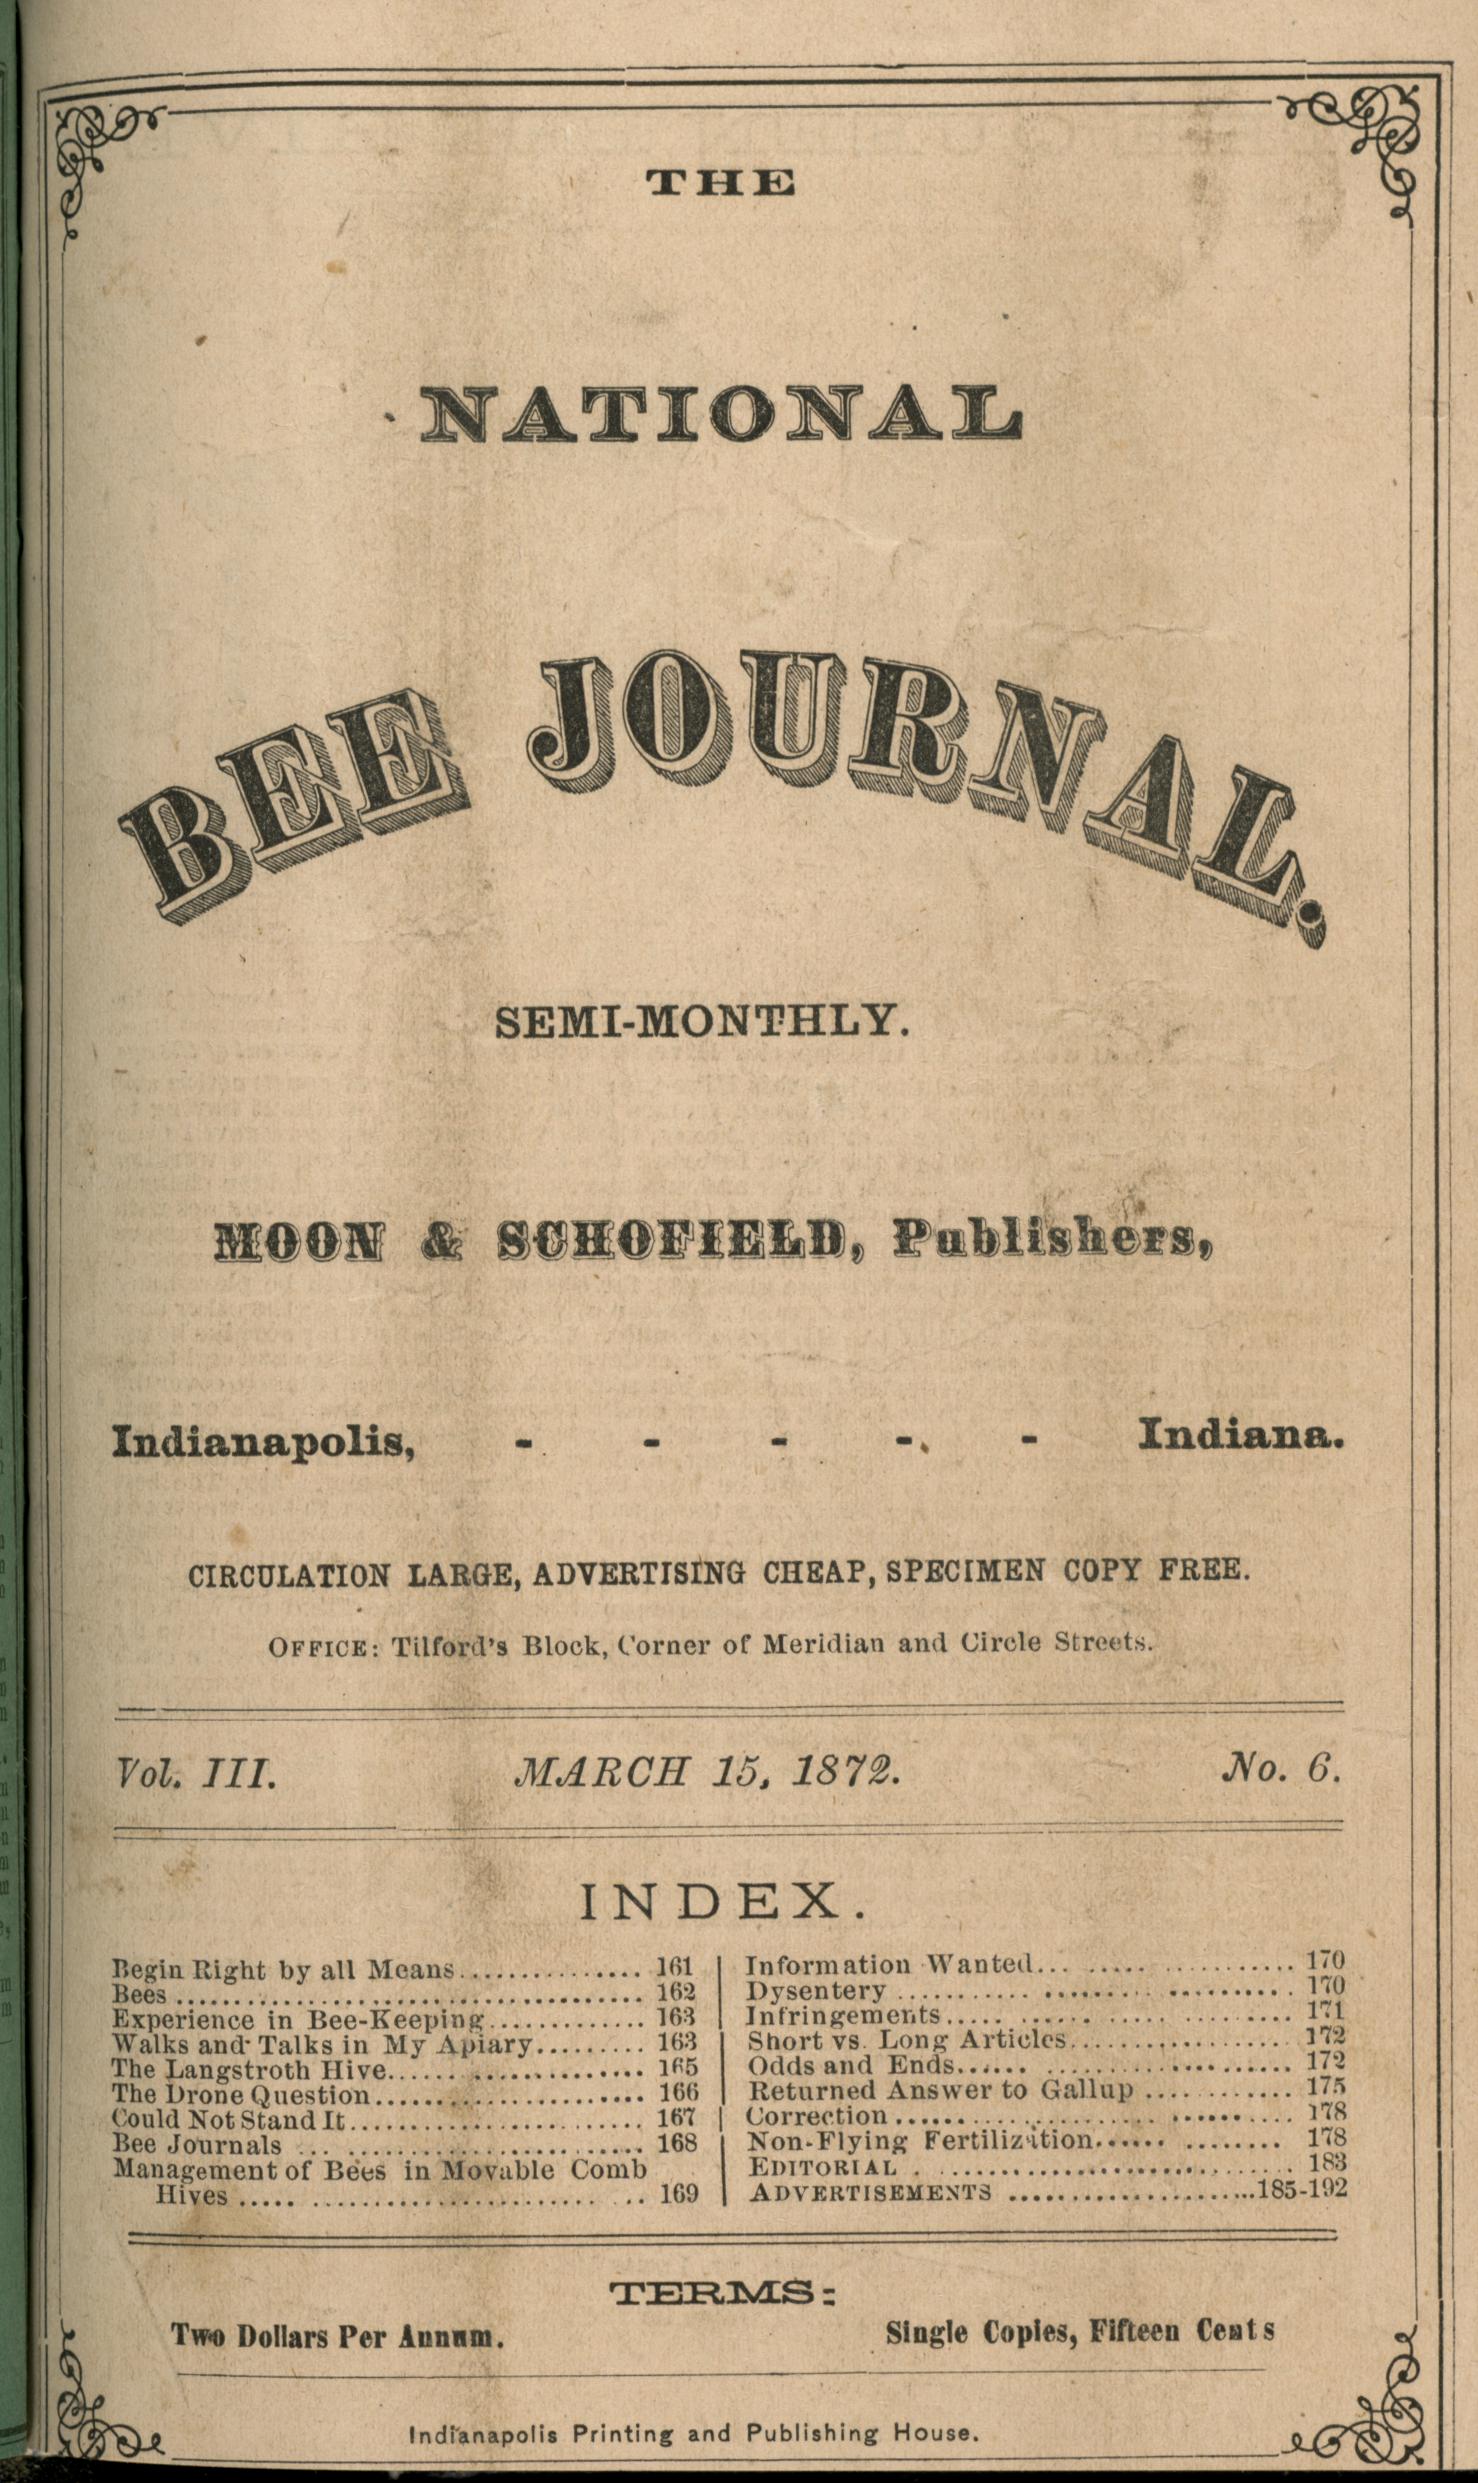 THE
NATIONAL
BEE JOURNAL.
SEMI-MONTHLY.
MOON & SCHOFIELD, Publishers,
Indianapolis, - - - - - Indiana.
CIRCULATION LARGE, ADVERTISING CHEAP, SPECIMEN COPY FREE.
OFFICE: Tilford's Block, Corner of Meridian and Circle Streets.
Vol. III. MARCH 15, 1872. No. 6.
INDEX.
Begin Right by all Means............... 161
Bees ....................................... 162
Experience in Bee-Keeping............. 163
Walks and Talks in My Apiary......... 163
The Langstroth Hive..................... 165
The Drone Question...................... 166
Could Not Stand It........................ 167
Bee Journals ... ......................... 168
Management of Bees in Movable Comb
Hives ..... .......................... .. 169
Information Wanted... ..... ............ 170
Dysentery ........... ......... ........... 170
Infringements..... ...... ..... ........... 171
Short vs. Long Articles................... 172
Odds and Ends...... ..................... 172
Returned Answer to Gallup ............. 175
Correction ...... ................ .......... 178
Non-Flying Fertilization...... ........ 178
EDITORIAL . .............................. 183
ADVERTISEMENTS .......................185-192
TERMS:
Two Dollars Per Annum. Single Copies, Fifteen Cents
Indianapolis Printing and Publishing House.